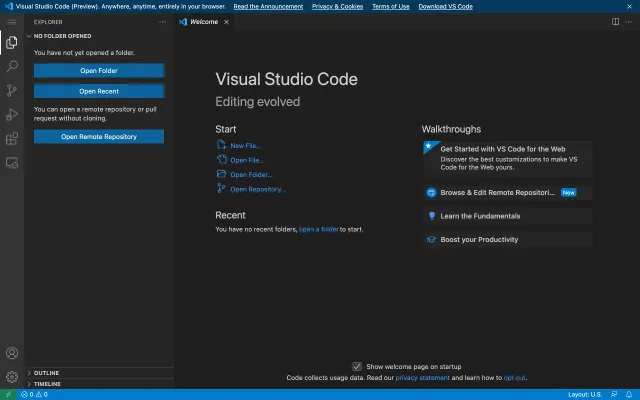 Visual Studio Code (Preview). Anywhere, anytime, entirely in your browser. Read the Announcement Privacy & Cookies Terms of Use Download VS Code
EXPLORER
Welcome
NO FOLDER OPENED
You have not yet opened a folder.
Open Folder
Open Recent
You can open a remote repository or pull
request without cloning.
Open Remote Repository
OUTLINE
TIMELINE
Visual Studio Code
Editing evolved
Start
New File...
Open File...
Open Folder...
Open Repository...
Recent
You have no recent folders, open a folder to start.
Walkthroughs
Get Started with VS Code for the Web
Discover the best customizations to make VS
Code for the Web yours.
Browse & Edit Remote Repositori... New
Learn the Fundamentals
Boost your Productivity
Show welcome page on startup
Code collects usage data. Read our privacy statement and learn how to opt out.
0 0
Layout: U.S.